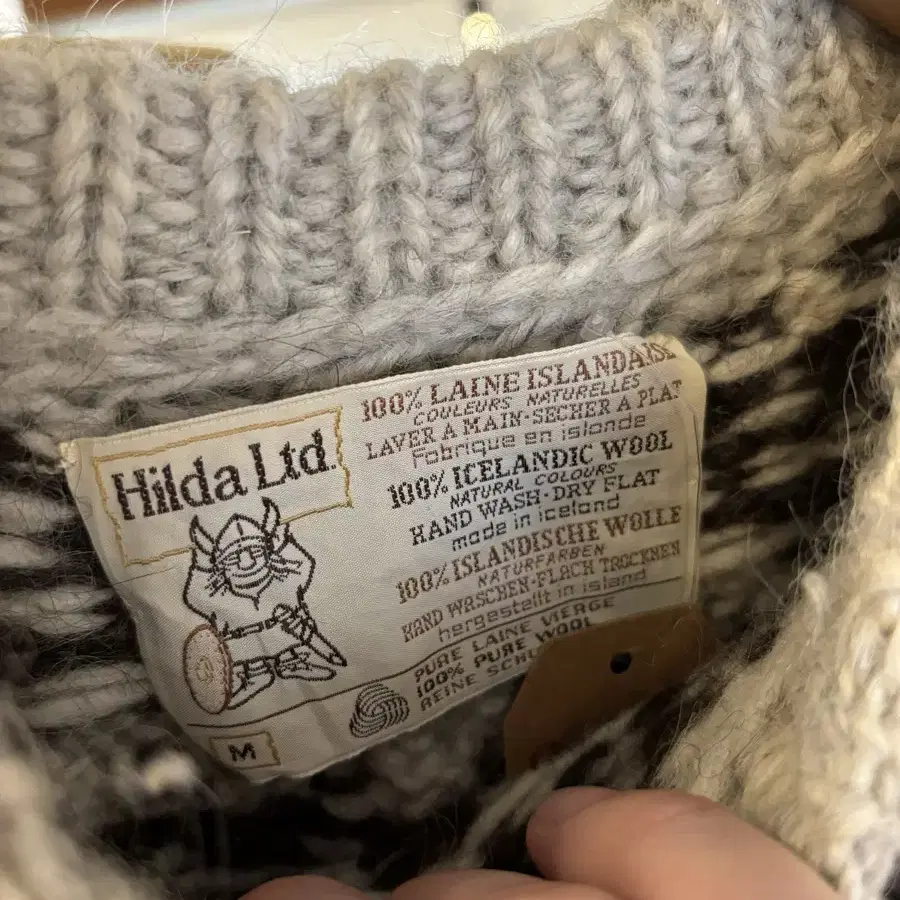 Hilda Ltd.
100% LAINE ISLANDAISE
COULEURS NATURELLES
LAVER A MAIN·SECHER A PLAT
Fabrique en islande
100% ICELANDIC WOOL
NATURAL COLOURS
HAND WASH·DRY FLAT
made in iceland
100% ISLANDISCHE WOLLE
NATURFARBEN
HAND WASCHEN·FLACH TROCKNEN
hergestellt in island
PURE LAINE VIERGE
100% PURE WOOL
REINE
M